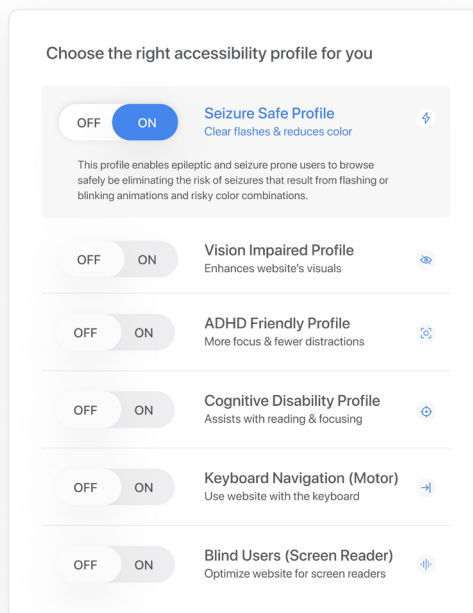 Choose the right accessibility profile for you
OFF ON
Seizure Safe Profile
Clear flashes & reduces color
This profile enables epileptic and seizure prone users to browse
safely be eliminating the risk of seizures that result from flashing or
blinking animations and risky color combinations.
OFF ON
Vision Impaired Profile
Enhances website's visuals
OFF ON
ADHD Friendly Profile
More focus & fewer distractions
OFF ON
Cognitive Disability Profile
Assists with reading & focusing
OFF ON
Keyboard Navigation (Motor)
Use website with the keyboard
OFF ON
Blind Users (Screen Reader)
Optimize website for screen readers